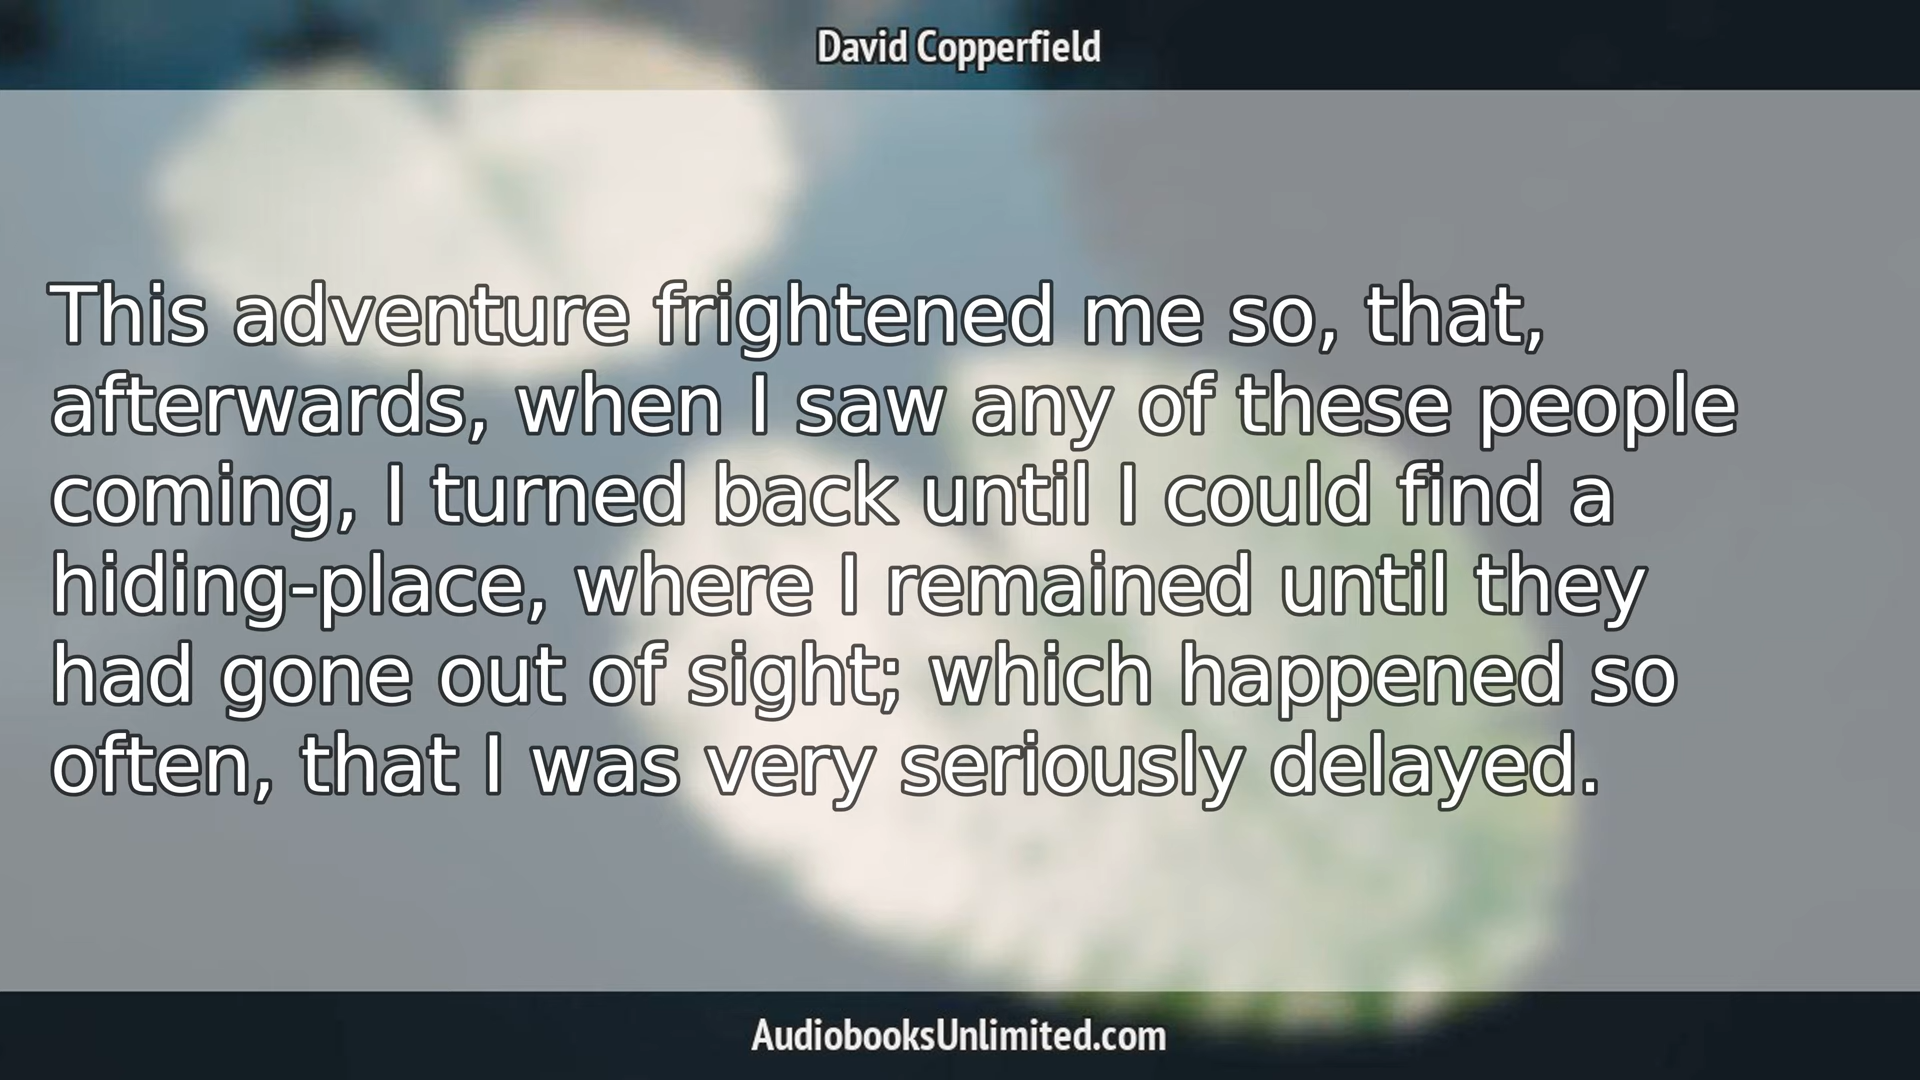 David Copperfield
This adventure frightened me so, that,
afterwards, when I saw any of these people
coming, I turned back until I could find a
hiding-place, where I remained until they
had gone out of sight; which happened so
often, that I was very seriously delayed.
AudiobooksUnlimited.com